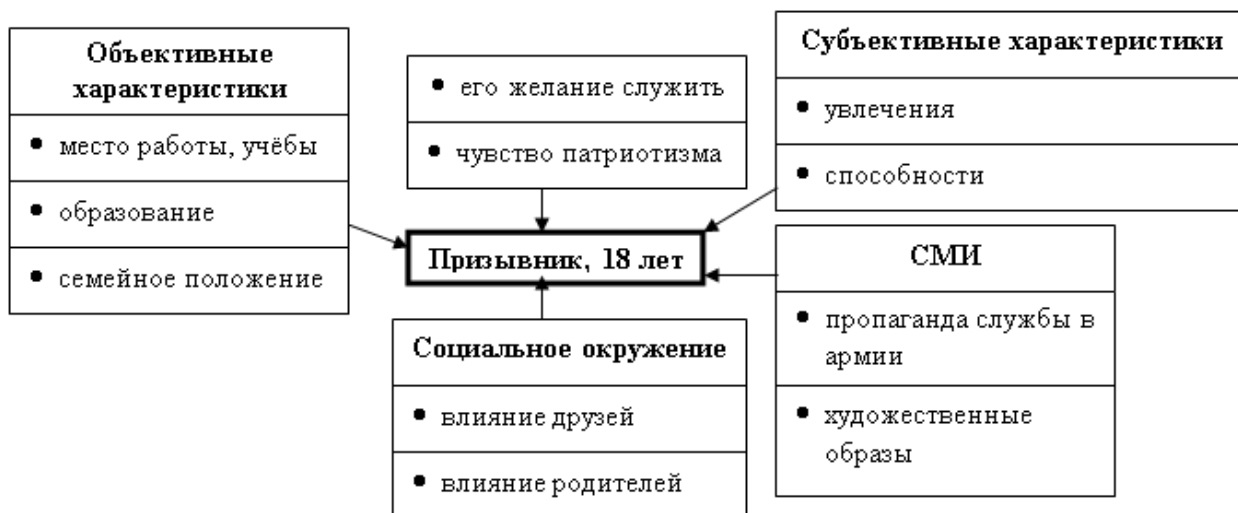 Объективные
характеристики
• место работы, учёбы
• образование
• семейное положение
• его желание служить
• чувство патриотизма
Субъективные характеристики
• увлечения
• способности
Призывник, 18 лет
СМИ
• пропаганда службы в
армии
• художественные
образы
Социальное окружение
• влияние друзей
• влияние родителей